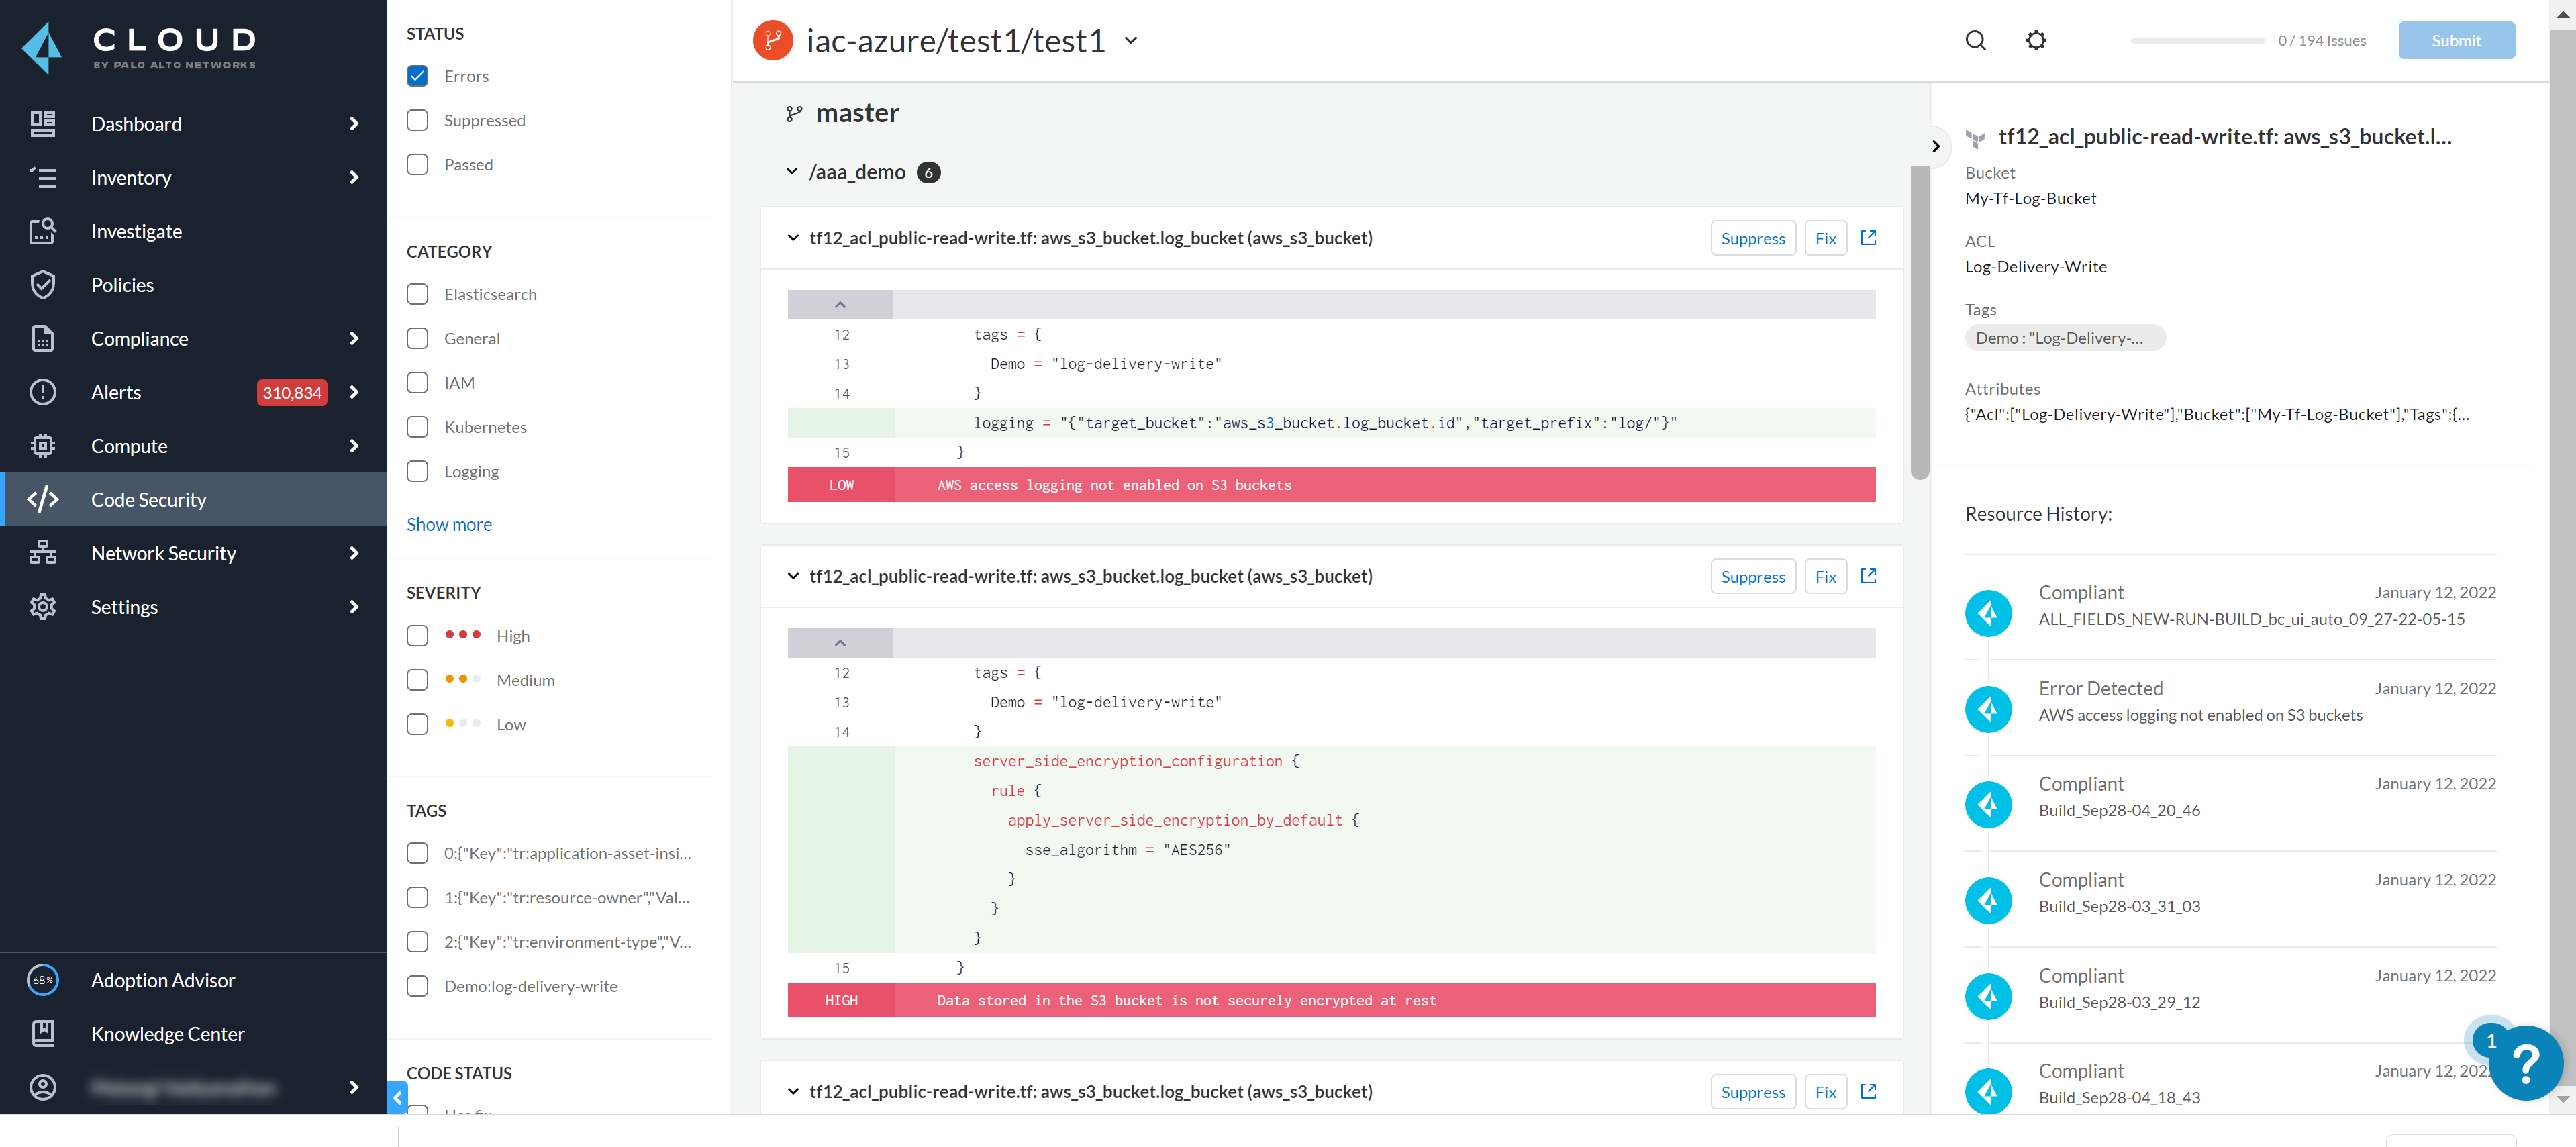 CLOUD
BY PALO ALTO NETWORKS
Dashboard
Inventory
Investigate
Policies
Compliance
Alerts 310,834
Compute
Code Security
Network Security
Settings
68%
Adoption Advisor
Knowledge Center
STATUS
Errors
Suppressed
Passed
CATEGORY
Elasticsearch
General
IAM
Kubernetes
Logging
Show more
SEVERITY
High
Medium
Low
TAGS
0:{"Key":"tr:application-asset-insi...
1:{"Key":"tr:resource-owner","Val...
2:{"Key":"tr:environment-type","V...
Demo:log-delivery-write
CODE STATUS
iac-azure/test1/test1
0 / 194 Issues
Submit
master
/aaa_demo 6
tf12_acl_public-read-write.tf: aws_s3_bucket.log_bucket (aws_s3_bucket)
Suppress Fix
12 tags = {
13 Demo = "log-delivery-write"
14 }
logging = "{"target_bucket":"aws_s3_bucket.log_bucket.id","target_prefix":"log/"}"
15 }
LOW AWS access logging not enabled on S3 buckets
tf12_acl_public-read-write.tf: aws_s3_bucket.log_bucket (aws_s3_bucket)
Suppress Fix
12 tags = {
13 Demo = "log-delivery-write"
14 }
server_side_encryption_configuration {
rule {
apply_server_side_encryption_by_default {
sse_algorithm = "AES256"
}
}
}
15 }
HIGH Data stored in the S3 bucket is not securely encrypted at rest
tf12_acl_public-read-write.tf: aws_s3_bucket.log_bucket (aws_s3_bucket)
Suppress Fix
tf12_acl_public-read-write.tf: aws_s3_bucket.l...
Bucket
My-Tf-Log-Bucket
ACL
Log-Delivery-Write
Tags
Demo : "Log-Delivery-...
Attributes
{"Acl":["Log-Delivery-Write"],"Bucket":["My-Tf-Log-Bucket"],"Tags":{...
Resource History:
Compliant January 12, 2022
ALL_FIELDS_NEW-RUN-BUILD_bc_ui_auto_09_27-22-05-15
Error Detected January 12, 2022
AWS access logging not enabled on S3 buckets
Compliant January 12, 2022
Build_Sep28-04_20_46
Compliant January 12, 2022
Build_Sep28-03_31_03
Compliant January 12, 2022
Build_Sep28-03_29_12
Compliant January 12, 202
Build_Sep28-04_18_43
1
?